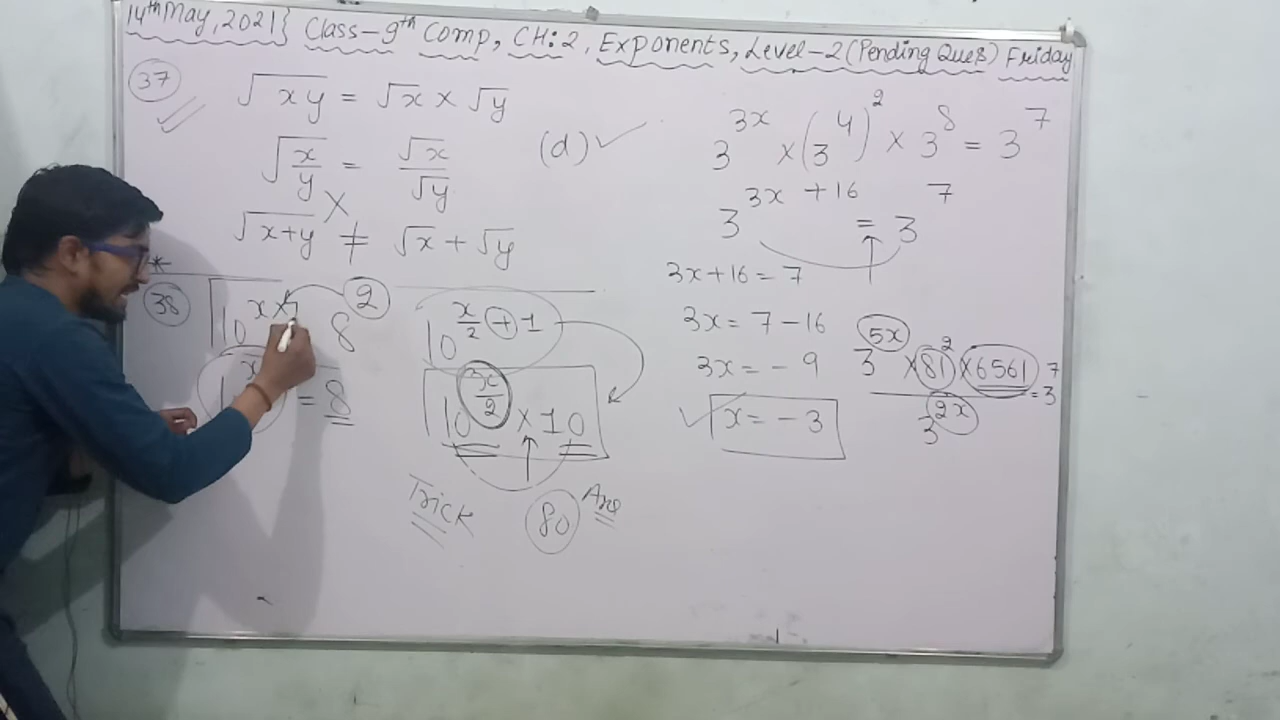 14th May, 2021} Class-9th Comp, CH:2, Exponents, Level-2 (Pending Ques) Friday
37
√xy = √x × √y
√x/y = √x/√y
(d) ✓
√x+y ≠ √x + √y
*
38
10^x 8 2
= 8
10^(x/2 + 1)
10^(x/2) × 10
Trick
80 Ans
3^3x × (3^4)^2 × 3^8 = 3^7
3^3x+16 = 3^7
3x+16 = 7
3x = 7-16
3x = -9
x = -3
3^5x × 81^2 × 6561 / 3^2x = 3^7